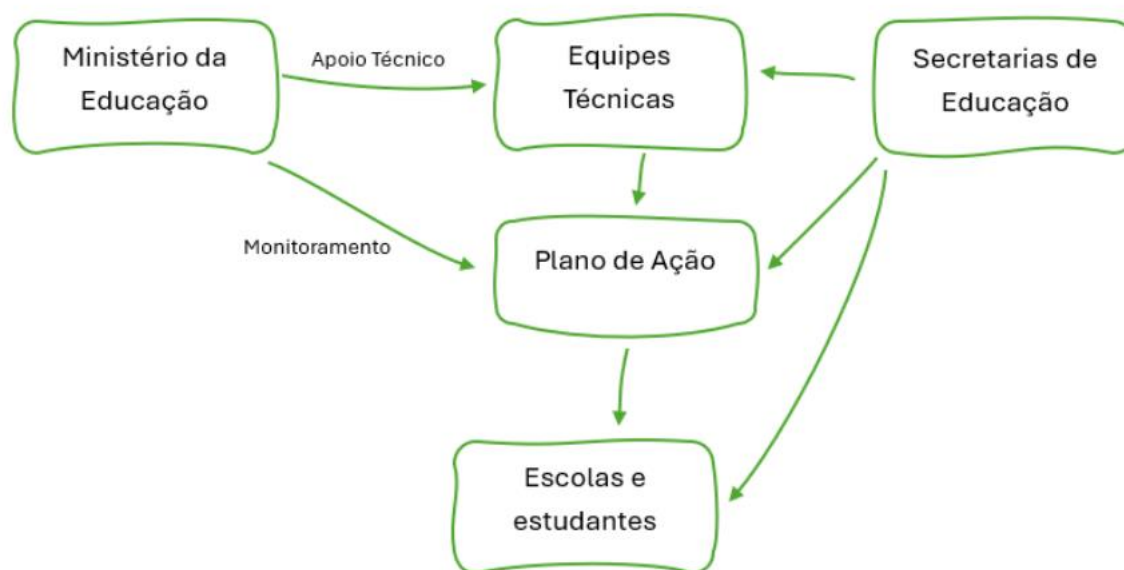 Ministério da
Educação
Apoio Técnico
Equipes
Técnicas
Secretarias de
Educação
Monitoramento
Plano de Ação
Escolas e
estudantes